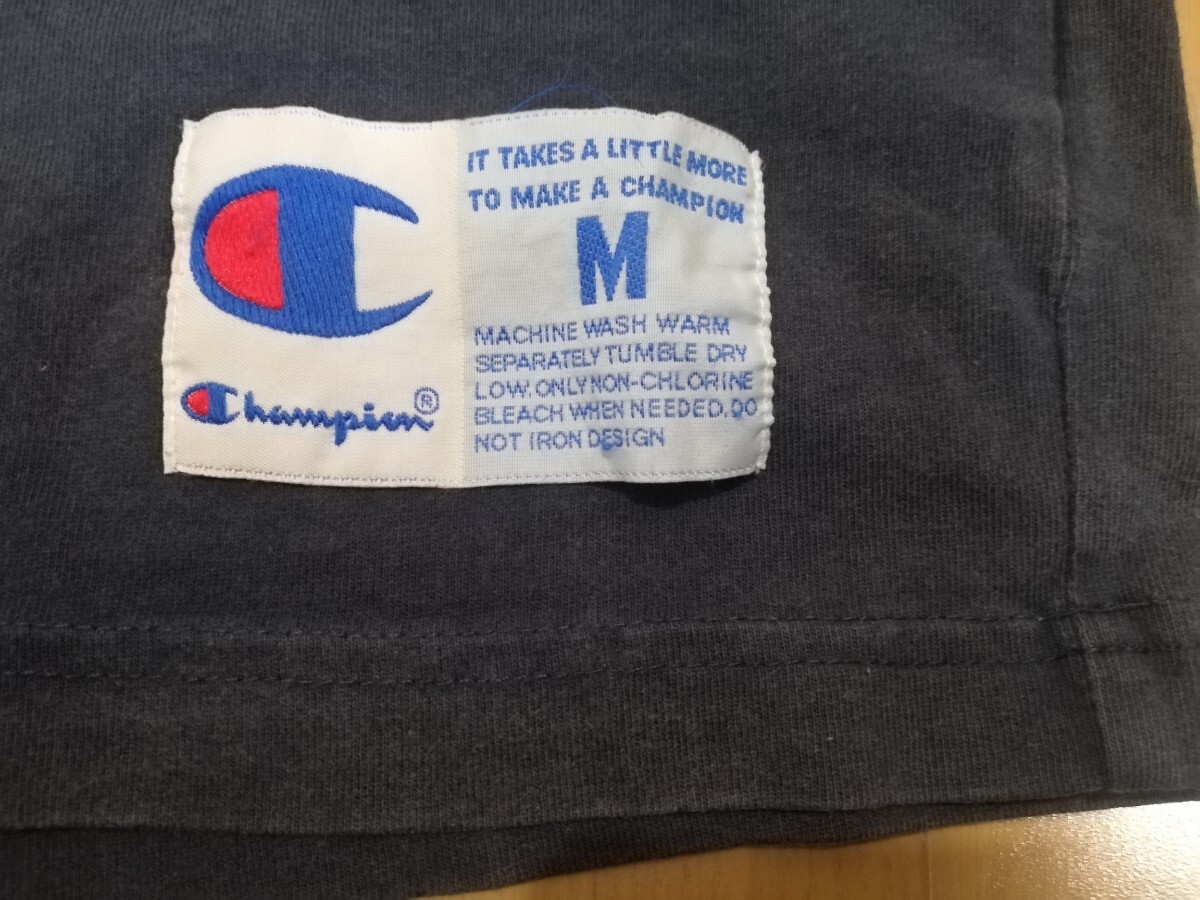 Champion®
IT TAKES A LITTLE MORE
TO MAKE A CHAMPION
M
MACHINE WASH WARM
SEPARATELY TUMBLE DRY
LOW. ONLY NON-CHLORINE
BLEACH WHEN NEEDED. DO
NOT IRON DESIGN